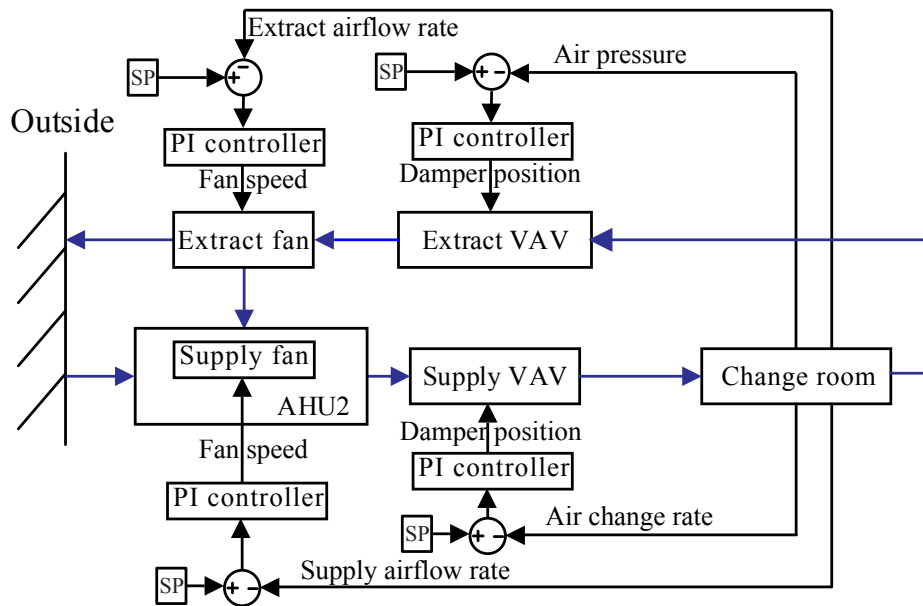 Extract airflow rate
Air pressure
SP
+ -
SP
+ -
Outside
PI controller
PI controller
Fan speed
Damper position
Extract fan
Extract VAV
Supply fan
Supply VAV
Change room
AHU2
Damper position
Fan speed
PI controller
PI controller
Air change rate
SP
+ -
Supply airflow rate
SP
+ -